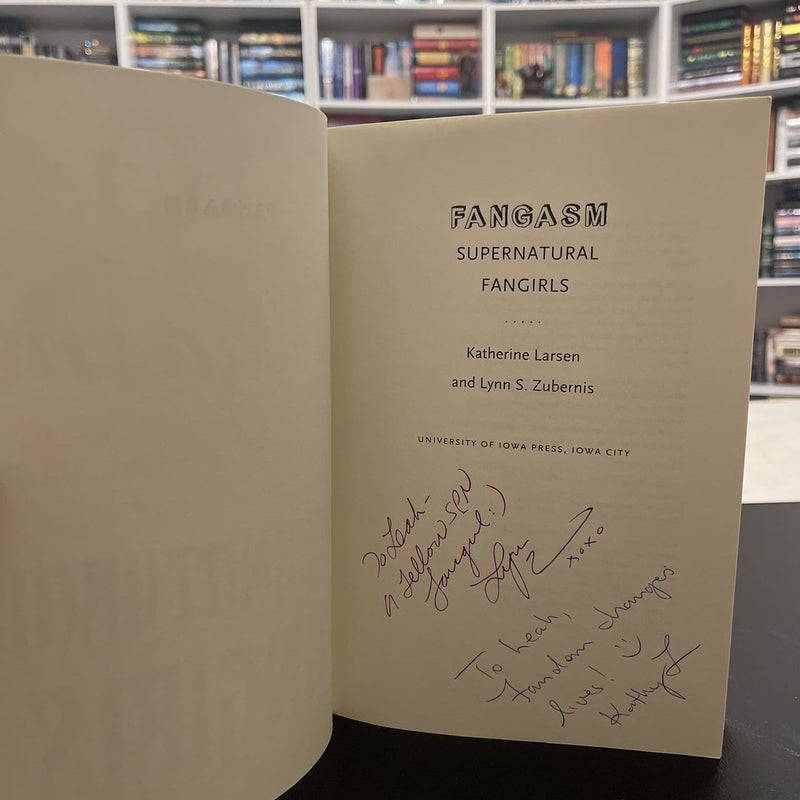 FANGASM
SUPERNATURAL
FANGIRLS
.....
Katherine Larsen
and Lynn S. Zubernis
UNIVERSITY OF IOWA PRESS, IOWA CITY
To Leah-
a fellow SPN
fangirl :)
Lynn
xoxo
To Leah,
Fandom changes
lives! :)
Kathy L